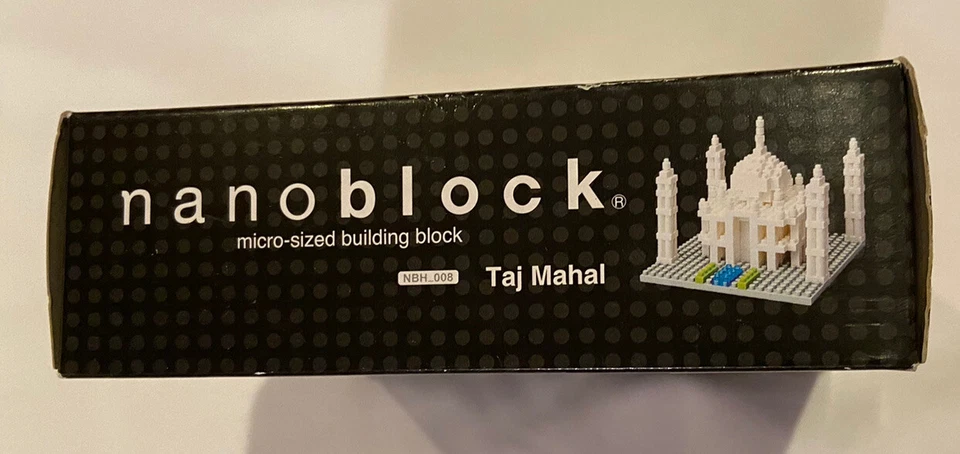 nanoblock®
micro-sized building block
NBH_008 Taj Mahal